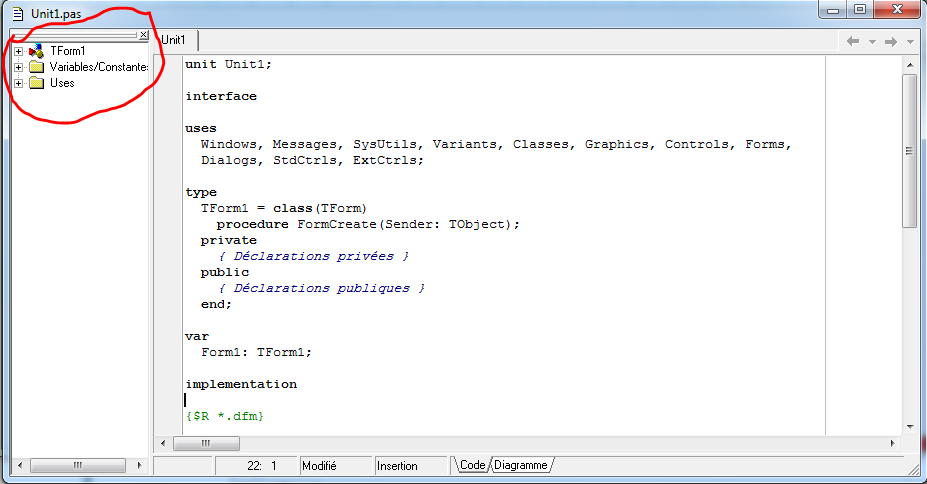 Unit1.pas
TForm1
Variables/Constante
Uses
Unit1
unit Unit1;
interface
uses
Windows, Messages, SysUtils, Variants, Classes, Graphics, Controls, Forms,
Dialogs, StdCtrls, ExtCtrls;
type
TForm1 = class(TForm)
procedure FormCreate(Sender: TObject);
private
{ Déclarations privées }
public
{ Déclarations publiques }
end;
var
Form1: TForm1;
implementation
{$R *.dfm}
22: 1
Modifié
Insertion
Code
Diagramme